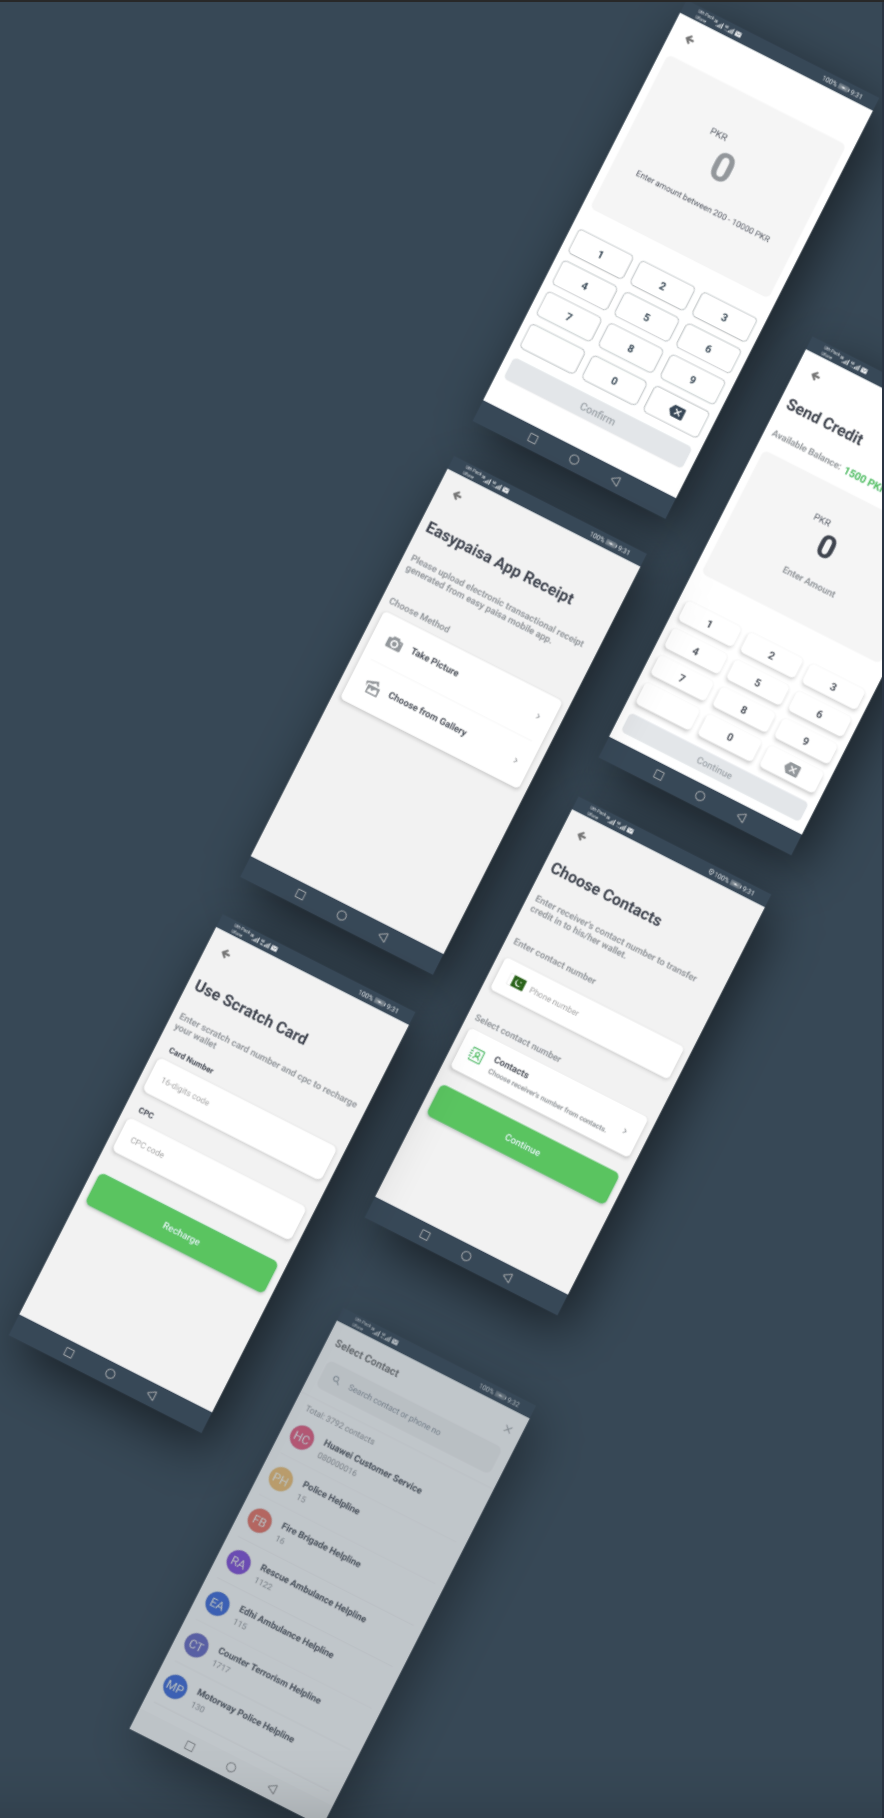 100% 9:31
PKR
0
Enter amount between 200 - 10000 PKR
1
2
3
4
5
6
7
8
9
0
Confirm
Send Credit
Available Balance: 1500 PKR
PKR
0
Enter Amount
1
2
3
4
5
6
7
8
9
0
Continue
100% 9:31
Easypaisa App Receipt
Please upload electronic transactional receipt
generated from easy paisa mobile app.
Choose Method
Take Picture
Choose from Gallery
100% 9:31
Choose Contacts
Enter receiver's contact number to transfer
credit in to his/her wallet.
Enter contact number
Phone number
Select contact number
Contacts
Choose receiver's number from contacts.
Continue
100% 9:31
Use Scratch Card
Enter scratch card number and cpc to recharge
your wallet
Card Number
16-digits code
CPC
CPC code
Recharge
100% 9:32
Select Contact
Search contact or phone no
Total: 3792 contacts
HC
Huawei Customer Service
080000016
PH
Police Helpline
15
FB
Fire Brigade Helpline
16
RA
Rescue Ambulance Helpline
1122
EA
Edhi Ambulance Helpline
115
CT
Counter Terrorism Helpline
1717
MP
Motorway Police Helpline
130